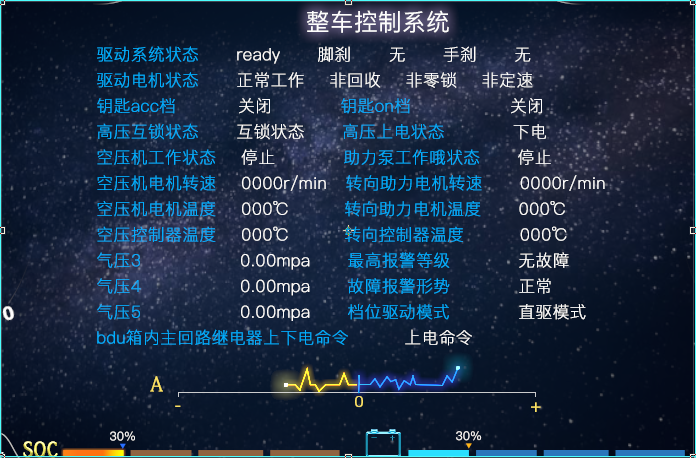 整车控制系统
驱动系统状态 ready 脚刹 无 手刹 无
驱动电机状态 正常工作 非回收 非零锁 非定速
钥匙acc档 关闭 钥匙on档 关闭
高压互锁状态 互锁状态 高压上电状态 下电
空压机工作状态 停止 助力泵工作哦状态 停止
空压机电机转速 0000r/min 转向助力电机转速 0000r/min
空压机电机温度 000℃ 转向助力电机温度 000℃
空压控制器温度 000℃ 转向控制器温度 000℃
气压3 0.00mpa 最高报警等级 无故障
气压4 0.00mpa 故障报警形势 正常
气压5 0.00mpa 档位驱动模式 直驱模式
0
bdu箱内主回路继电器上下电命令 上电命令
A
- 0 +
30% 30%
SOC